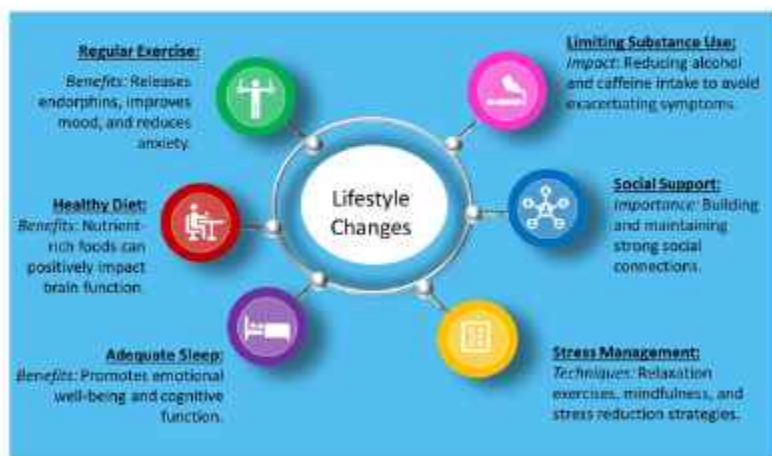 Regular Exercise:
Benefits: Releases
endorphins, improves
mood, and reduces
anxiety.
Healthy Diet:
Benefits: Nutrient-
rich foods can
positively impact
brain function.
Adequate Sleep:
Benefits: Promotes emotional
well-being and cognitive
function.
Lifestyle
Changes
Limiting Substance Use:
Impact: Reducing alcohol
and caffeine intake to avoid
exacerbating symptoms.
Social Support:
Importance: Building
and maintaining
strong social
connections.
Stress Management:
Techniques: Relaxation
exercises, mindfulness, and
stress reduction strategies.